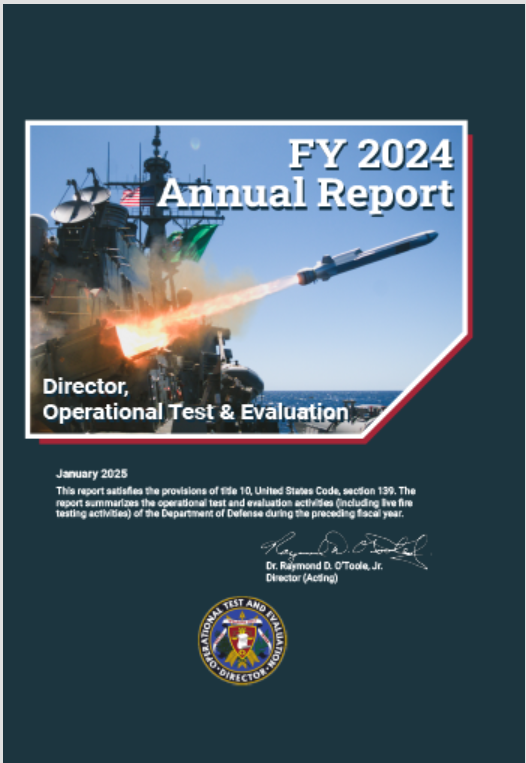 FY 2024
Annual Report
Director,
Operational Test & Evaluation
January 2025
This report satisfies the provisions of title 10, United States Code, section 139. The
report summarizes the operational test and evaluation activities (including live fire
testing activities) of the Department of Defense during the preceding fiscal year.
Raymond D. O'Toole Jr.
Dr. Raymond D. O'Toole, Jr.
Director (Acting)
OPERATIONAL TEST AND EVALUATION
DIRECTOR